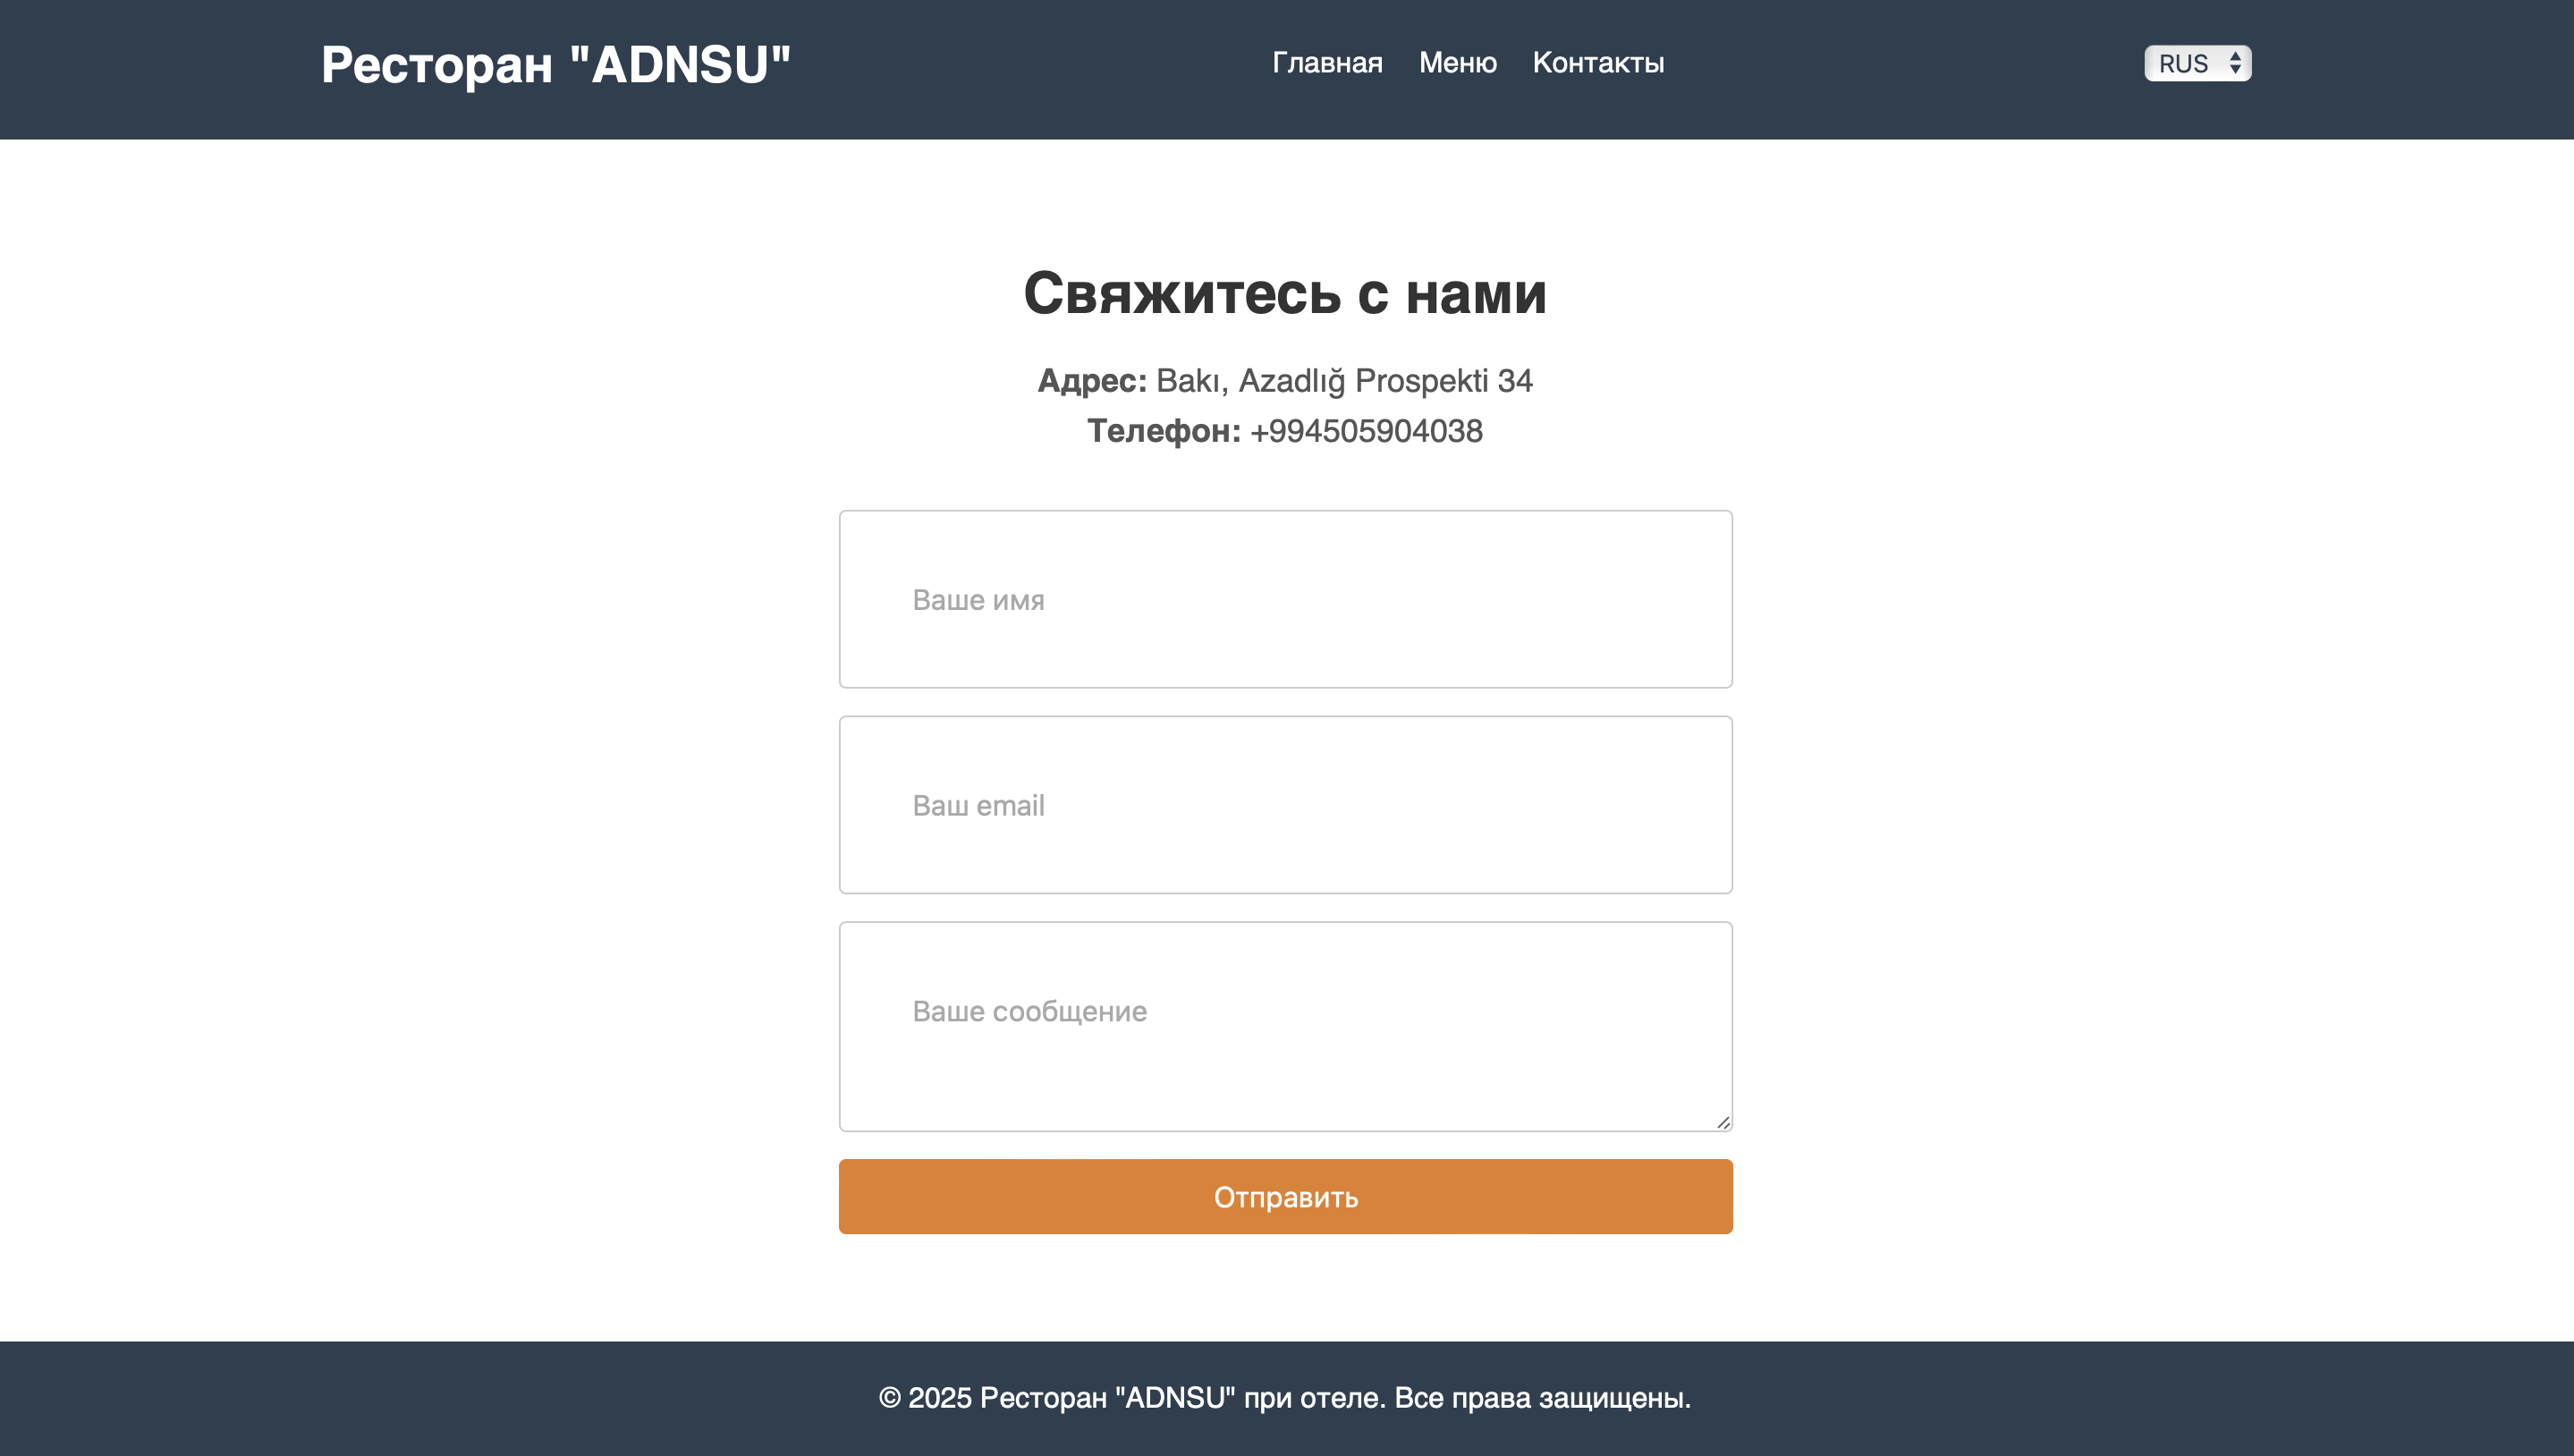 Ресторан "ADNSU"
Главная Меню Контакты
RUS
Свяжитесь с нами
Адрес: Bakı, Azadlığ Prospekti 34
Телефон: +994505904038
Ваше имя
Ваш email
Ваше сообщение
Отправить
© 2025 Ресторан "ADNSU" при отеле. Все права защищены.